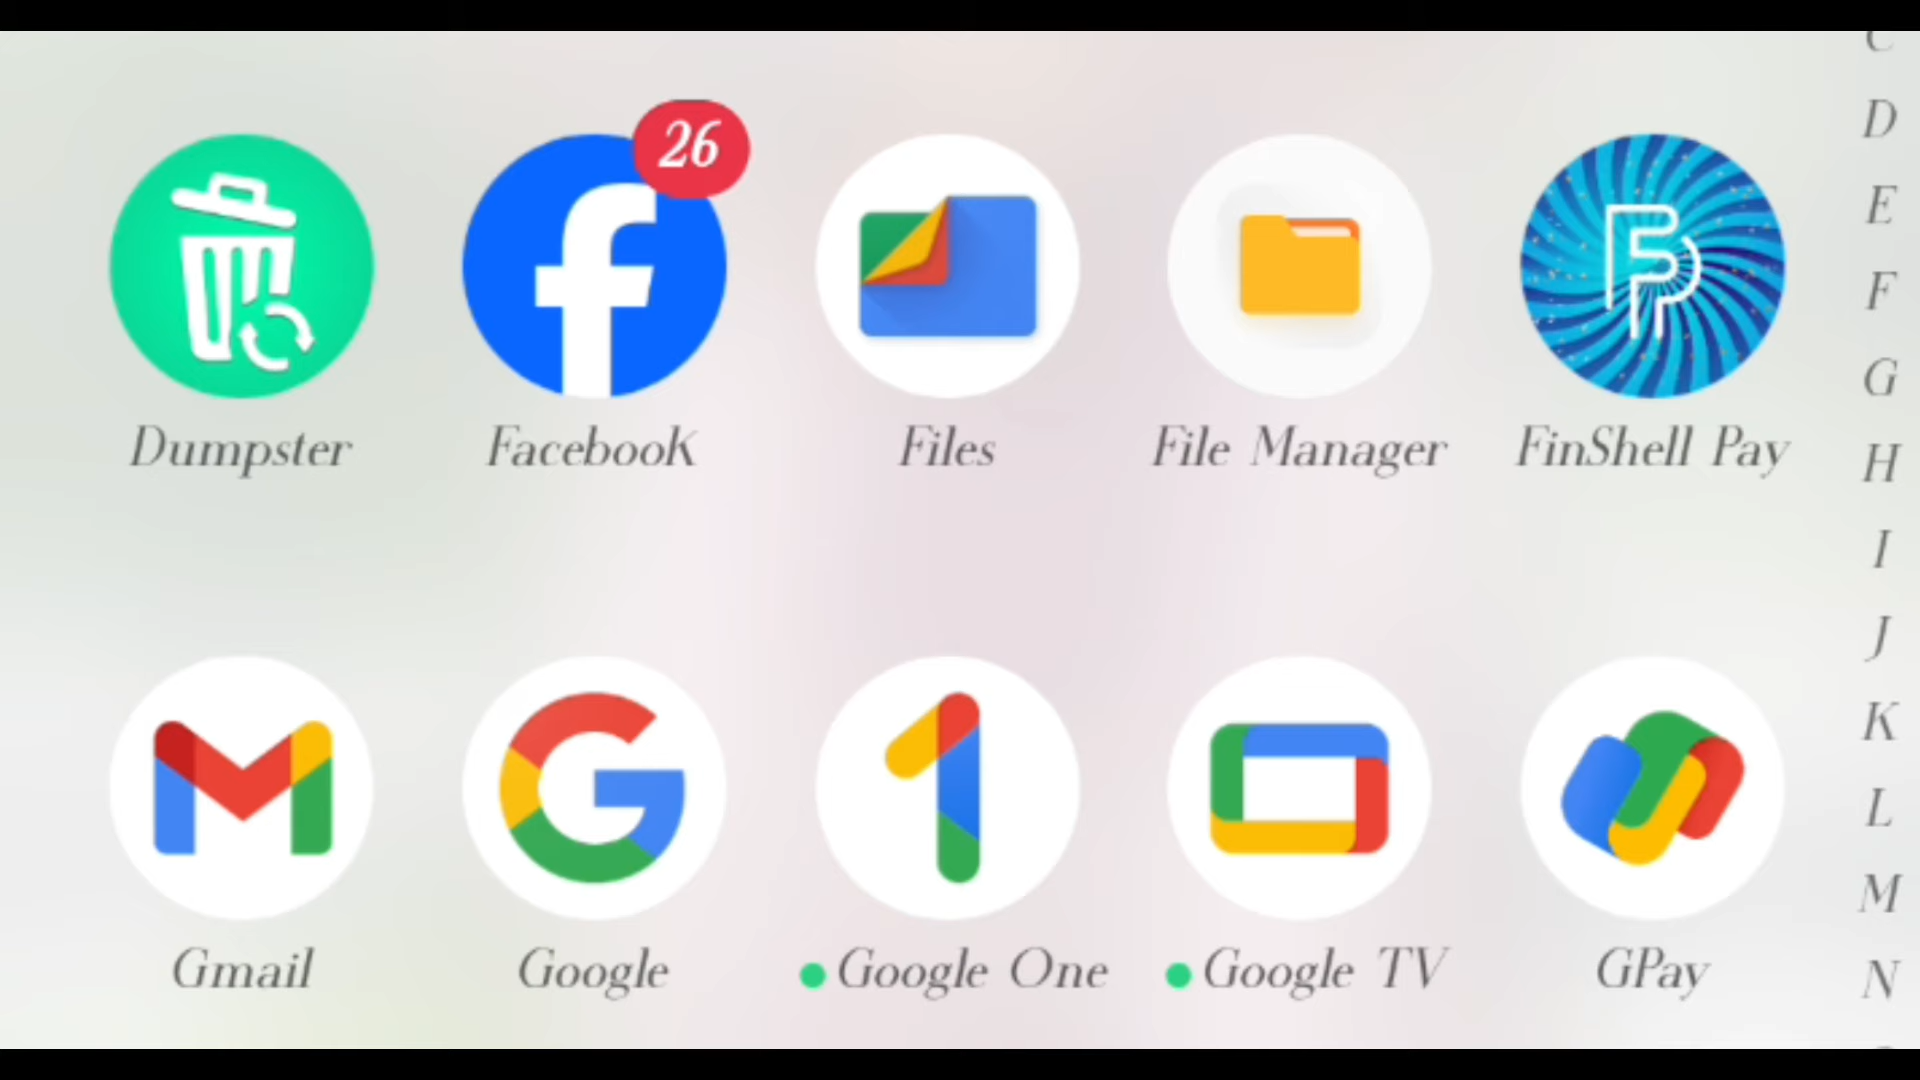 26
Dumpster
FacebooK
Files
File Manager
FinShell Pay
Gmail
Google
Google One
Google TV
GPay
C
D
E
F
G
H
I
J
K
L
M
N